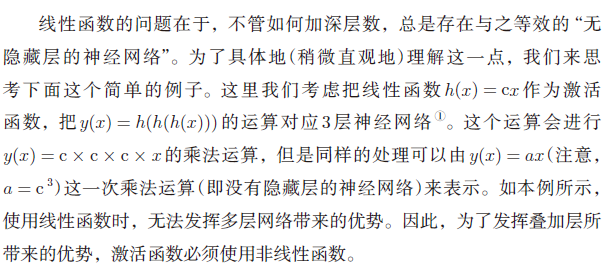 线性函数的问题在于，不管如何加深层数，总是存在与之等效的“无
隐藏层的神经网络”。为了具体地(稍微直观地)理解这一点，我们来思
考下面这个简单的例子。这里我们考虑把线性函数h(x) = cx作为激活
函数，把y(x) = h(h(h(x)))的运算对应3层神经网络①。这个运算会进行
y(x) = c × c × c × x的乘法运算，但是同样的处理可以由y(x) = ax(注意，
a = c³)这一次乘法运算(即没有隐藏层的神经网络)来表示。如本例所示，
使用线性函数时，无法发挥多层网络带来的优势。因此，为了发挥叠加层所
带来的优势，激活函数必须使用非线性函数。